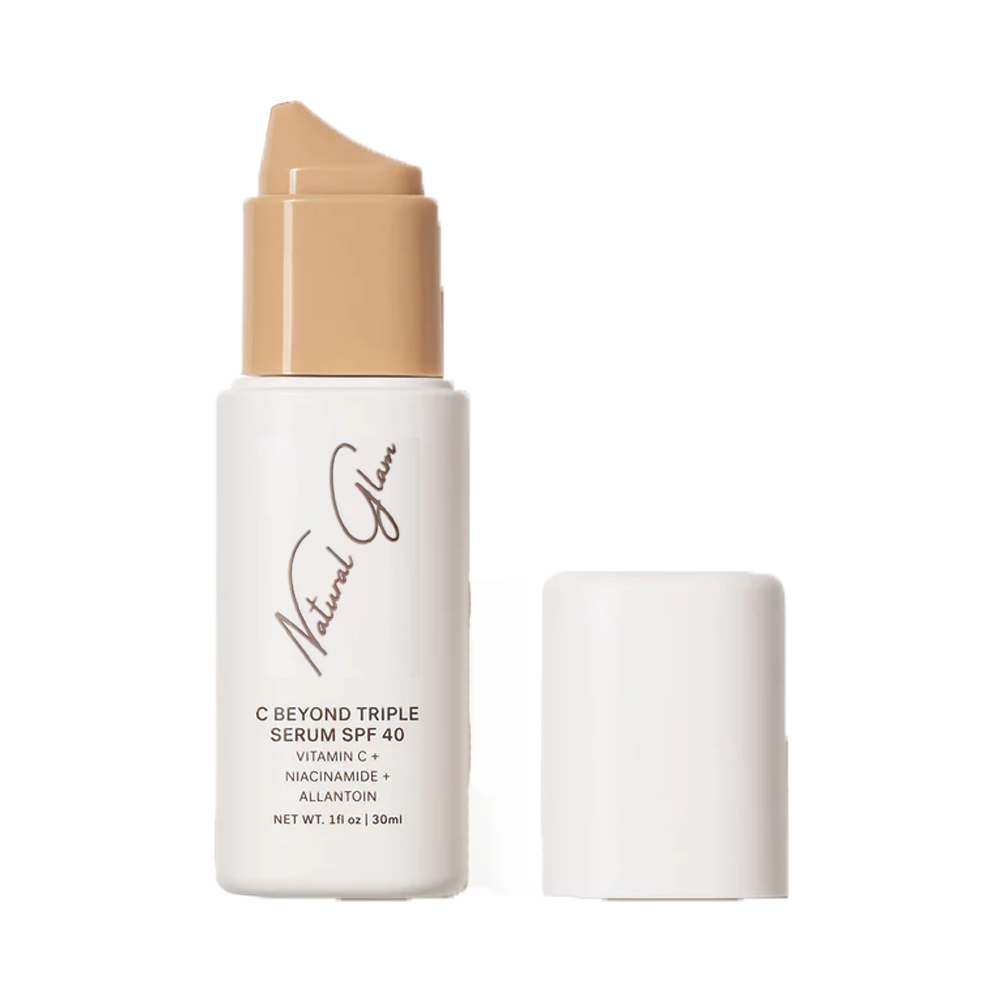 Natural Glam
C BEYOND TRIPLE
SERUM SPF 40
VITAMIN C +
NIACINAMIDE +
ALLANTOIN
NET WT. 1fl oz | 30ml